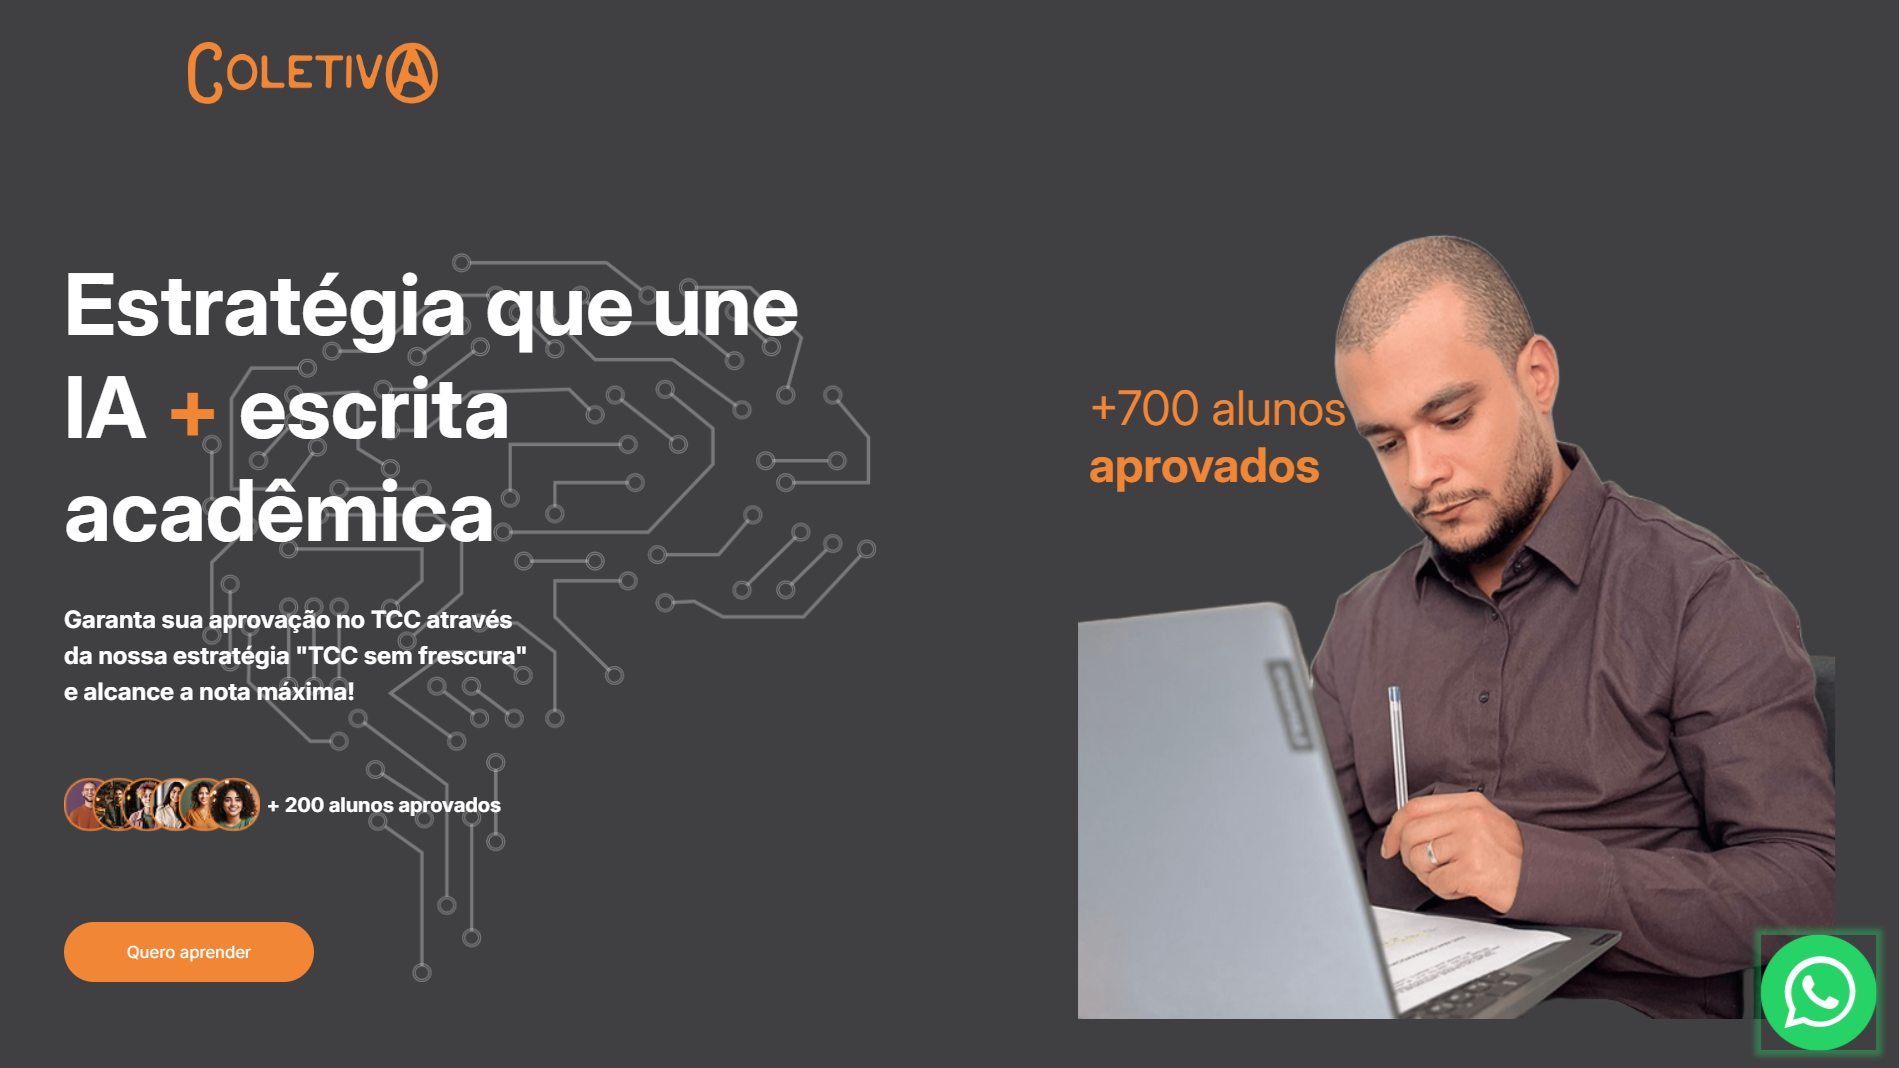 COLETIVA
Estratégia que une
IA + escrita
acadêmica
Garanta sua aprovação no TCC através
da nossa estratégia "TCC sem frescura"
e alcance a nota máxima!
+ 200 alunos aprovados
Quero aprender
+700 alunos
aprovados